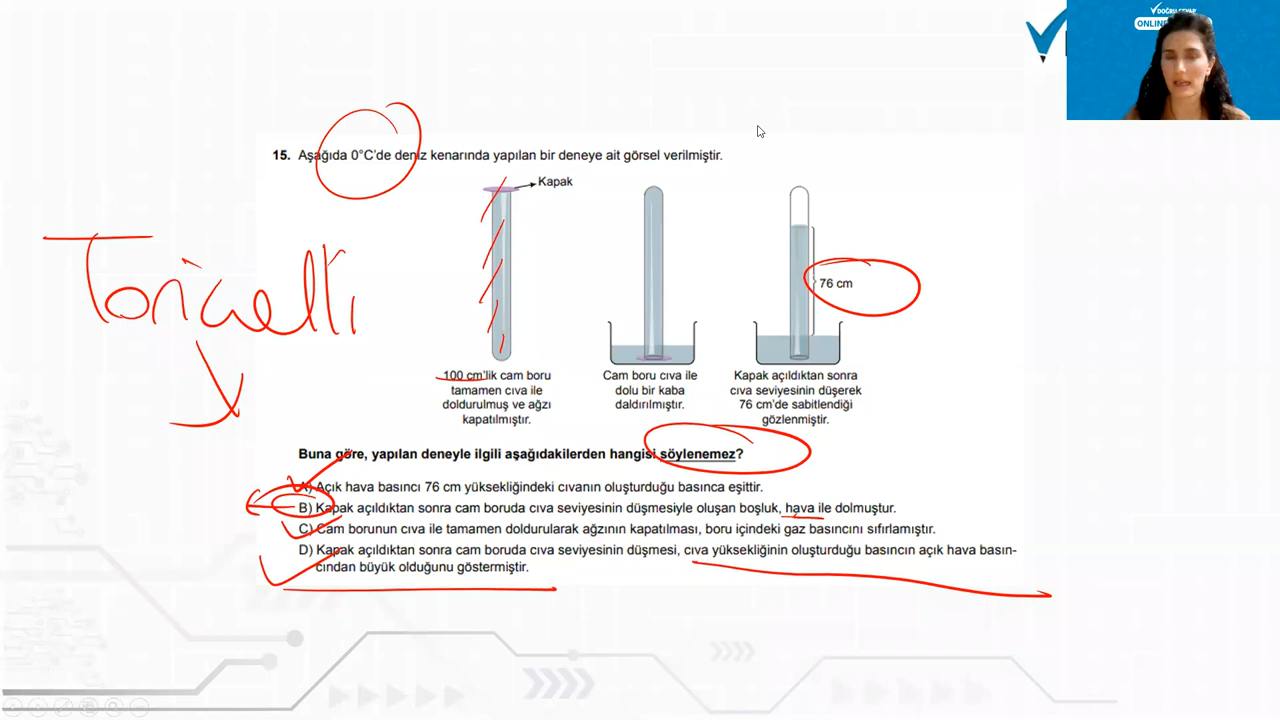 DOĞRU CEVAP
ONLINE
15. Aşağıda 0°C'de deniz kenarında yapılan bir deneye ait görsel verilmiştir.
Kapak
76 cm
Toricelli
100 cm'lik cam boru
tamamen cıva ile
doldurulmuş ve ağzı
kapatılmıştır.
Cam boru cıva ile
dolu bir kaba
daldırılmıştır.
Kapak açıldıktan sonra
cıva seviyesinin düşerek
76 cm'de sabitlendiği
gözlenmiştir.
Buna göre, yapılan deneyle ilgili aşağıdakilerden hangisi söylenemez?
A) Açık hava basıncı 76 cm yüksekliğindeki cıvanın oluşturduğu basınca eşittir.
B) Kapak açıldıktan sonra cam boruda cıva seviyesinin düşmesiyle oluşan boşluk, hava ile dolmuştur.
C) Cam borunun cıva ile tamamen doldurularak ağzının kapatılması, boru içindeki gaz basıncını sıfırlamıştır.
D) Kapak açıldıktan sonra cam boruda cıva seviyesinin düşmesi, cıva yüksekliğinin oluşturduğu basıncın açık hava basın-
cından büyük olduğunu göstermiştir.